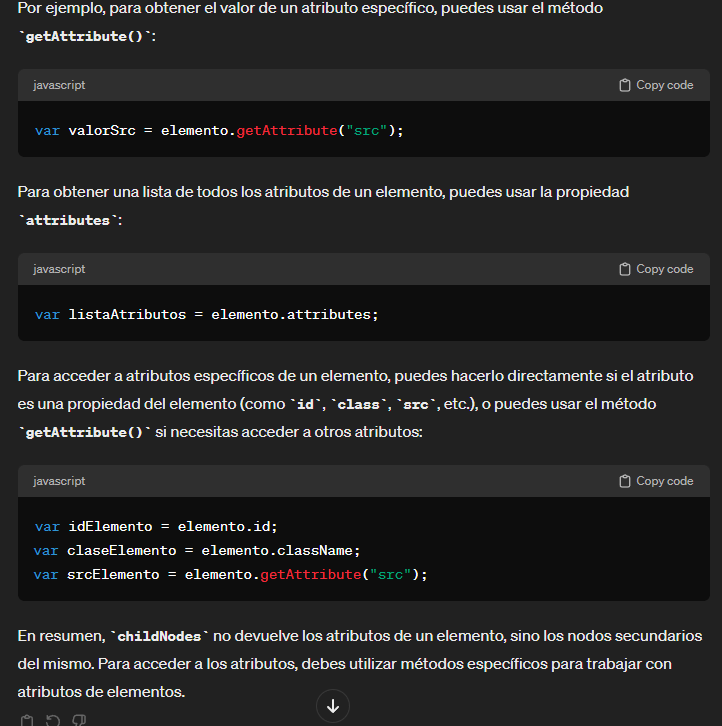 Por ejemplo, para obtener el valor de un atributo específico, puedes usar el método
`getAttribute()`:
javascript Copy code
var valorSrc = elemento.getAttribute("src");
Para obtener una lista de todos los atributos de un elemento, puedes usar la propiedad
`attributes`:
javascript Copy code
var listaAtributos = elemento.attributes;
Para acceder a atributos específicos de un elemento, puedes hacerlo directamente si el atributo
es una propiedad del elemento (como `id`, `class`, `src`, etc.), o puedes usar el método
`getAttribute()` si necesitas acceder a otros atributos:
javascript Copy code
var idElemento = elemento.id;
var claseElemento = elemento.className;
var srcElemento = elemento.getAttribute("src");
En resumen, `childNodes` no devuelve los atributos de un elemento, sino los nodos secundarios
del mismo. Para acceder a los atributos, debes utilizar métodos específicos para trabajar con
atributos de elementos.